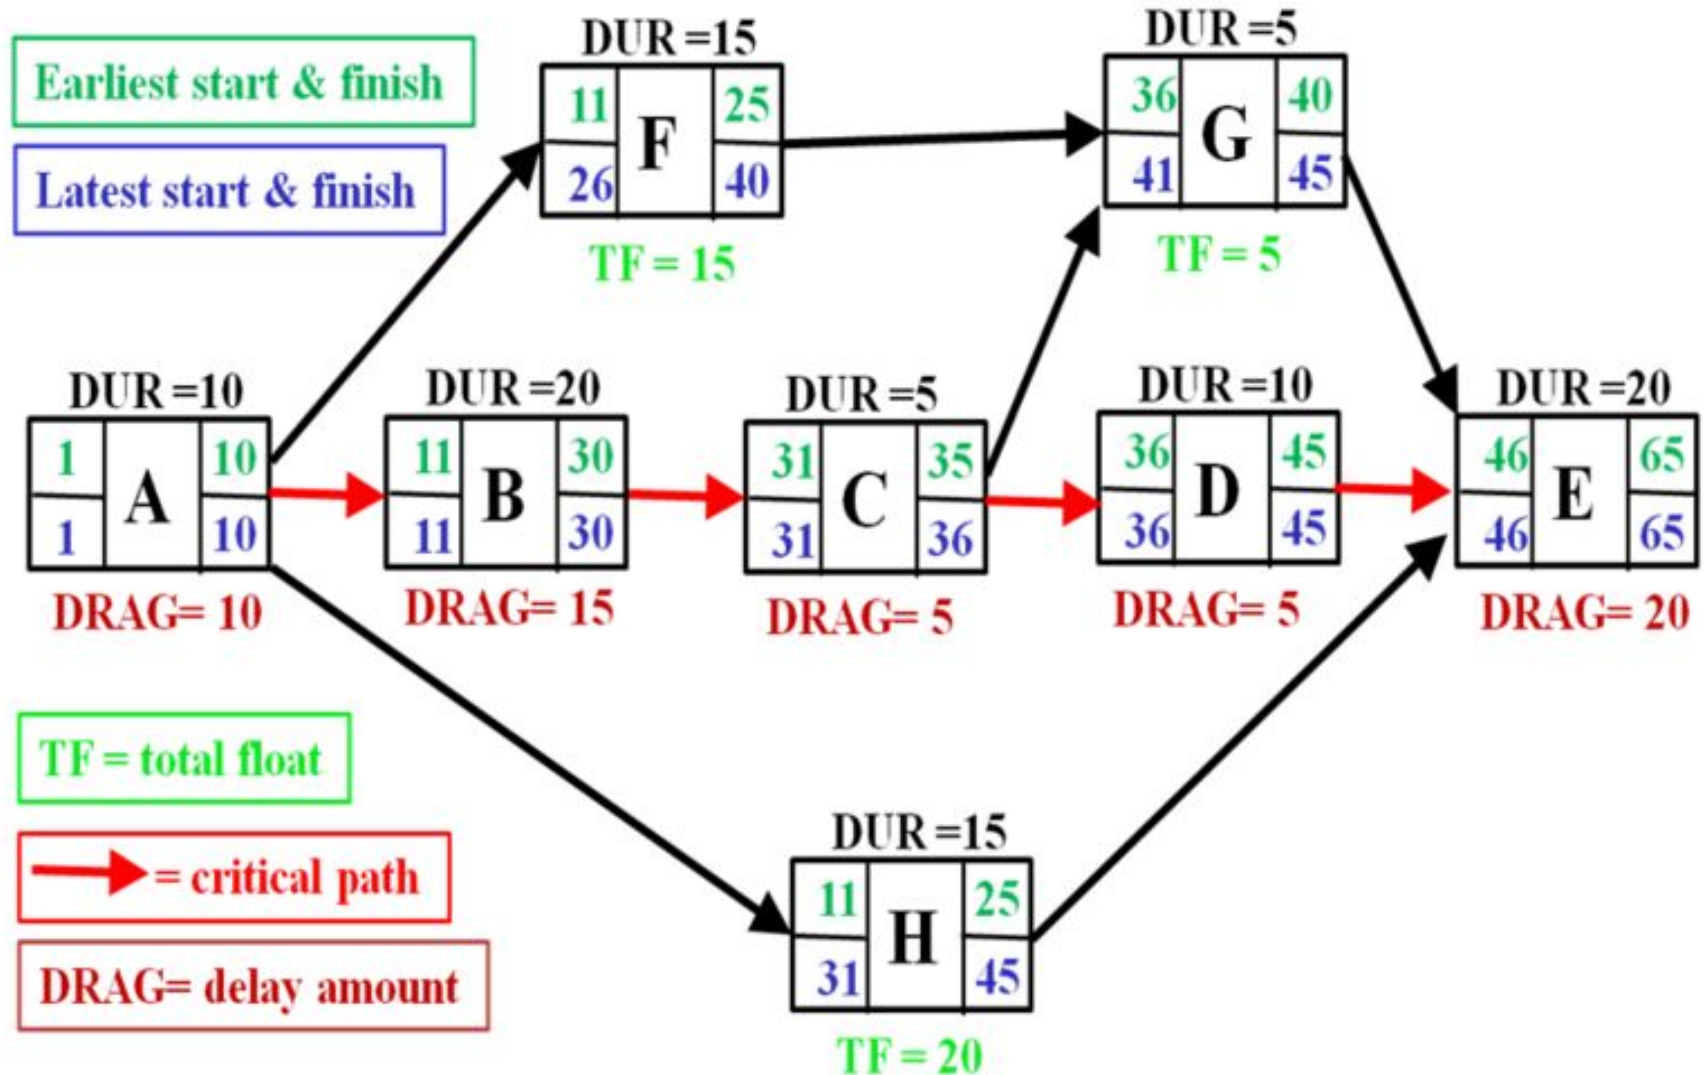 Earliest start & finish
Latest start & finish
DUR =15
11 F 25
26 40
TF = 15
DUR =5
36 G 40
41 45
TF = 5
DUR =10
1 A 10
1 10
DRAG= 10
DUR =20
11 B 30
11 30
DRAG= 15
DUR =5
31 C 35
31 36
DRAG= 5
DUR =10
36 D 45
36 45
DRAG= 5
DUR =20
46 E 65
46 65
DRAG= 20
TF = total float
= critical path
DRAG= delay amount
DUR =15
11 H 25
31 45
TF = 20